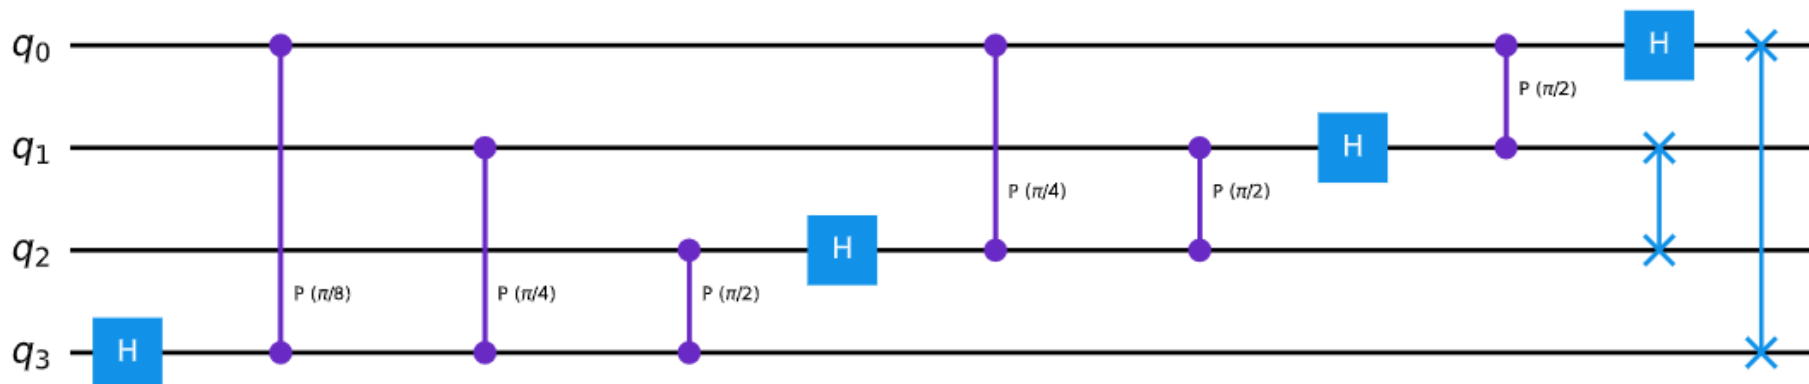 q₀ H
P (π/2)
q₁ H
P (π/4) P (π/2)
q₂ H
P (π/8) P (π/4) P (π/2)
q₃ H